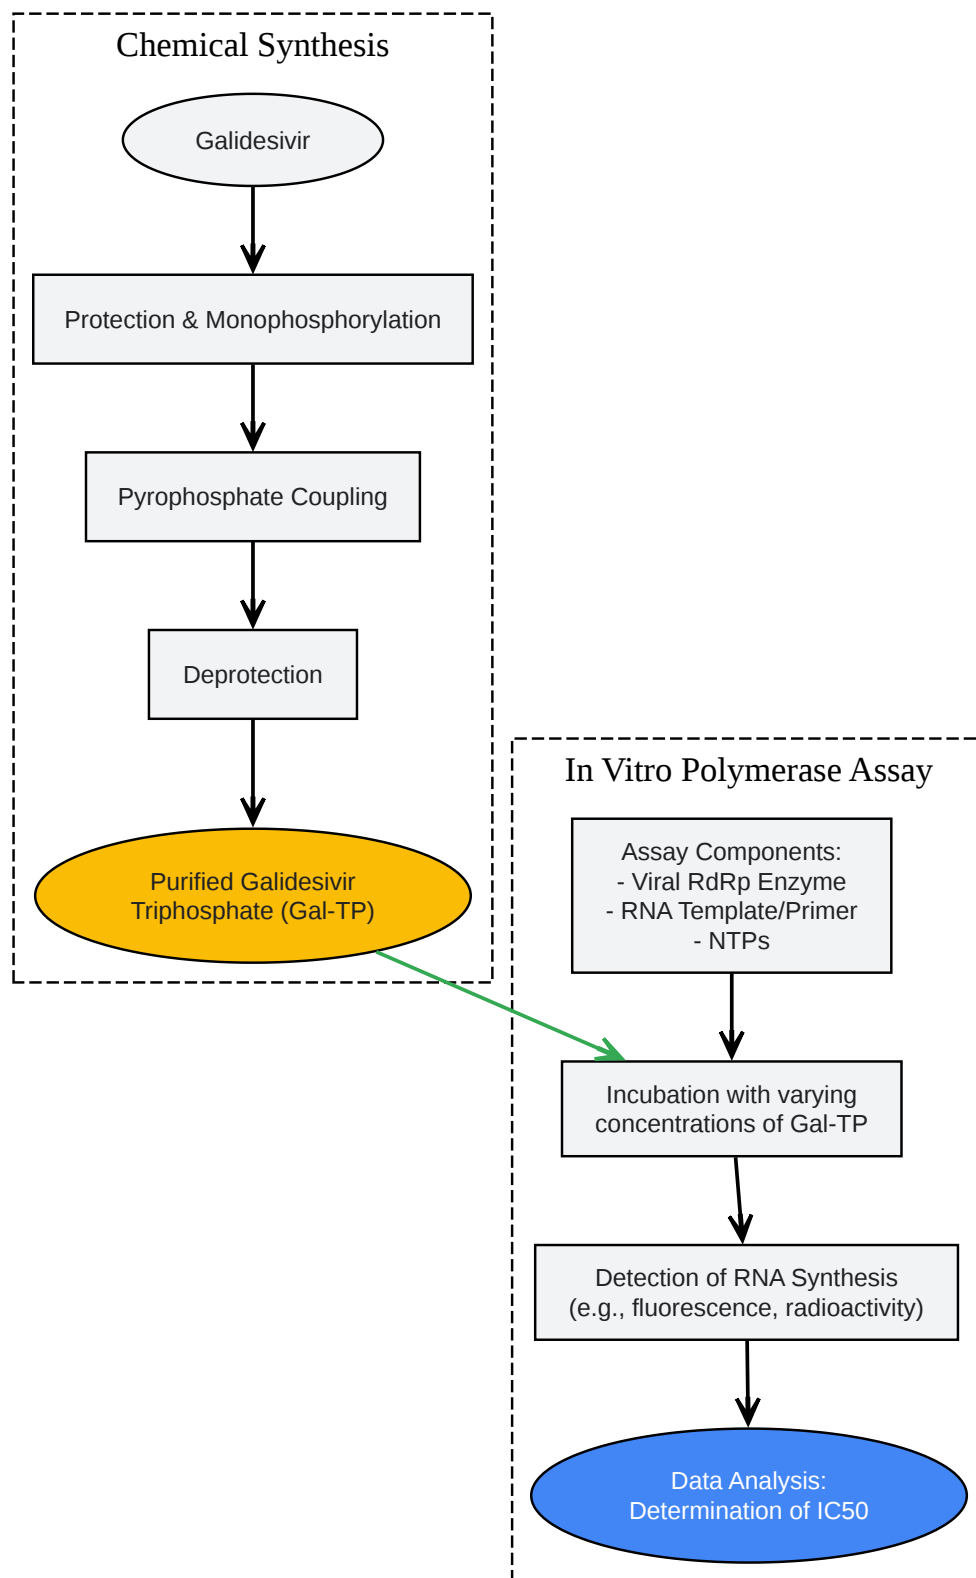 Chemical Synthesis
Galidesivir
Protection & Monophosphorylation
Pyrophosphate Coupling
Deprotection
Purified Galidesivir
Triphosphate (Gal-TP)
In Vitro Polymerase Assay
Assay Components:
- Viral RdRp Enzyme
- RNA Template/Primer
- NTPs
Incubation with varying
concentrations of Gal-TP
Detection of RNA Synthesis
(e.g., fluorescence, radioactivity)
Data Analysis:
Determination of IC50